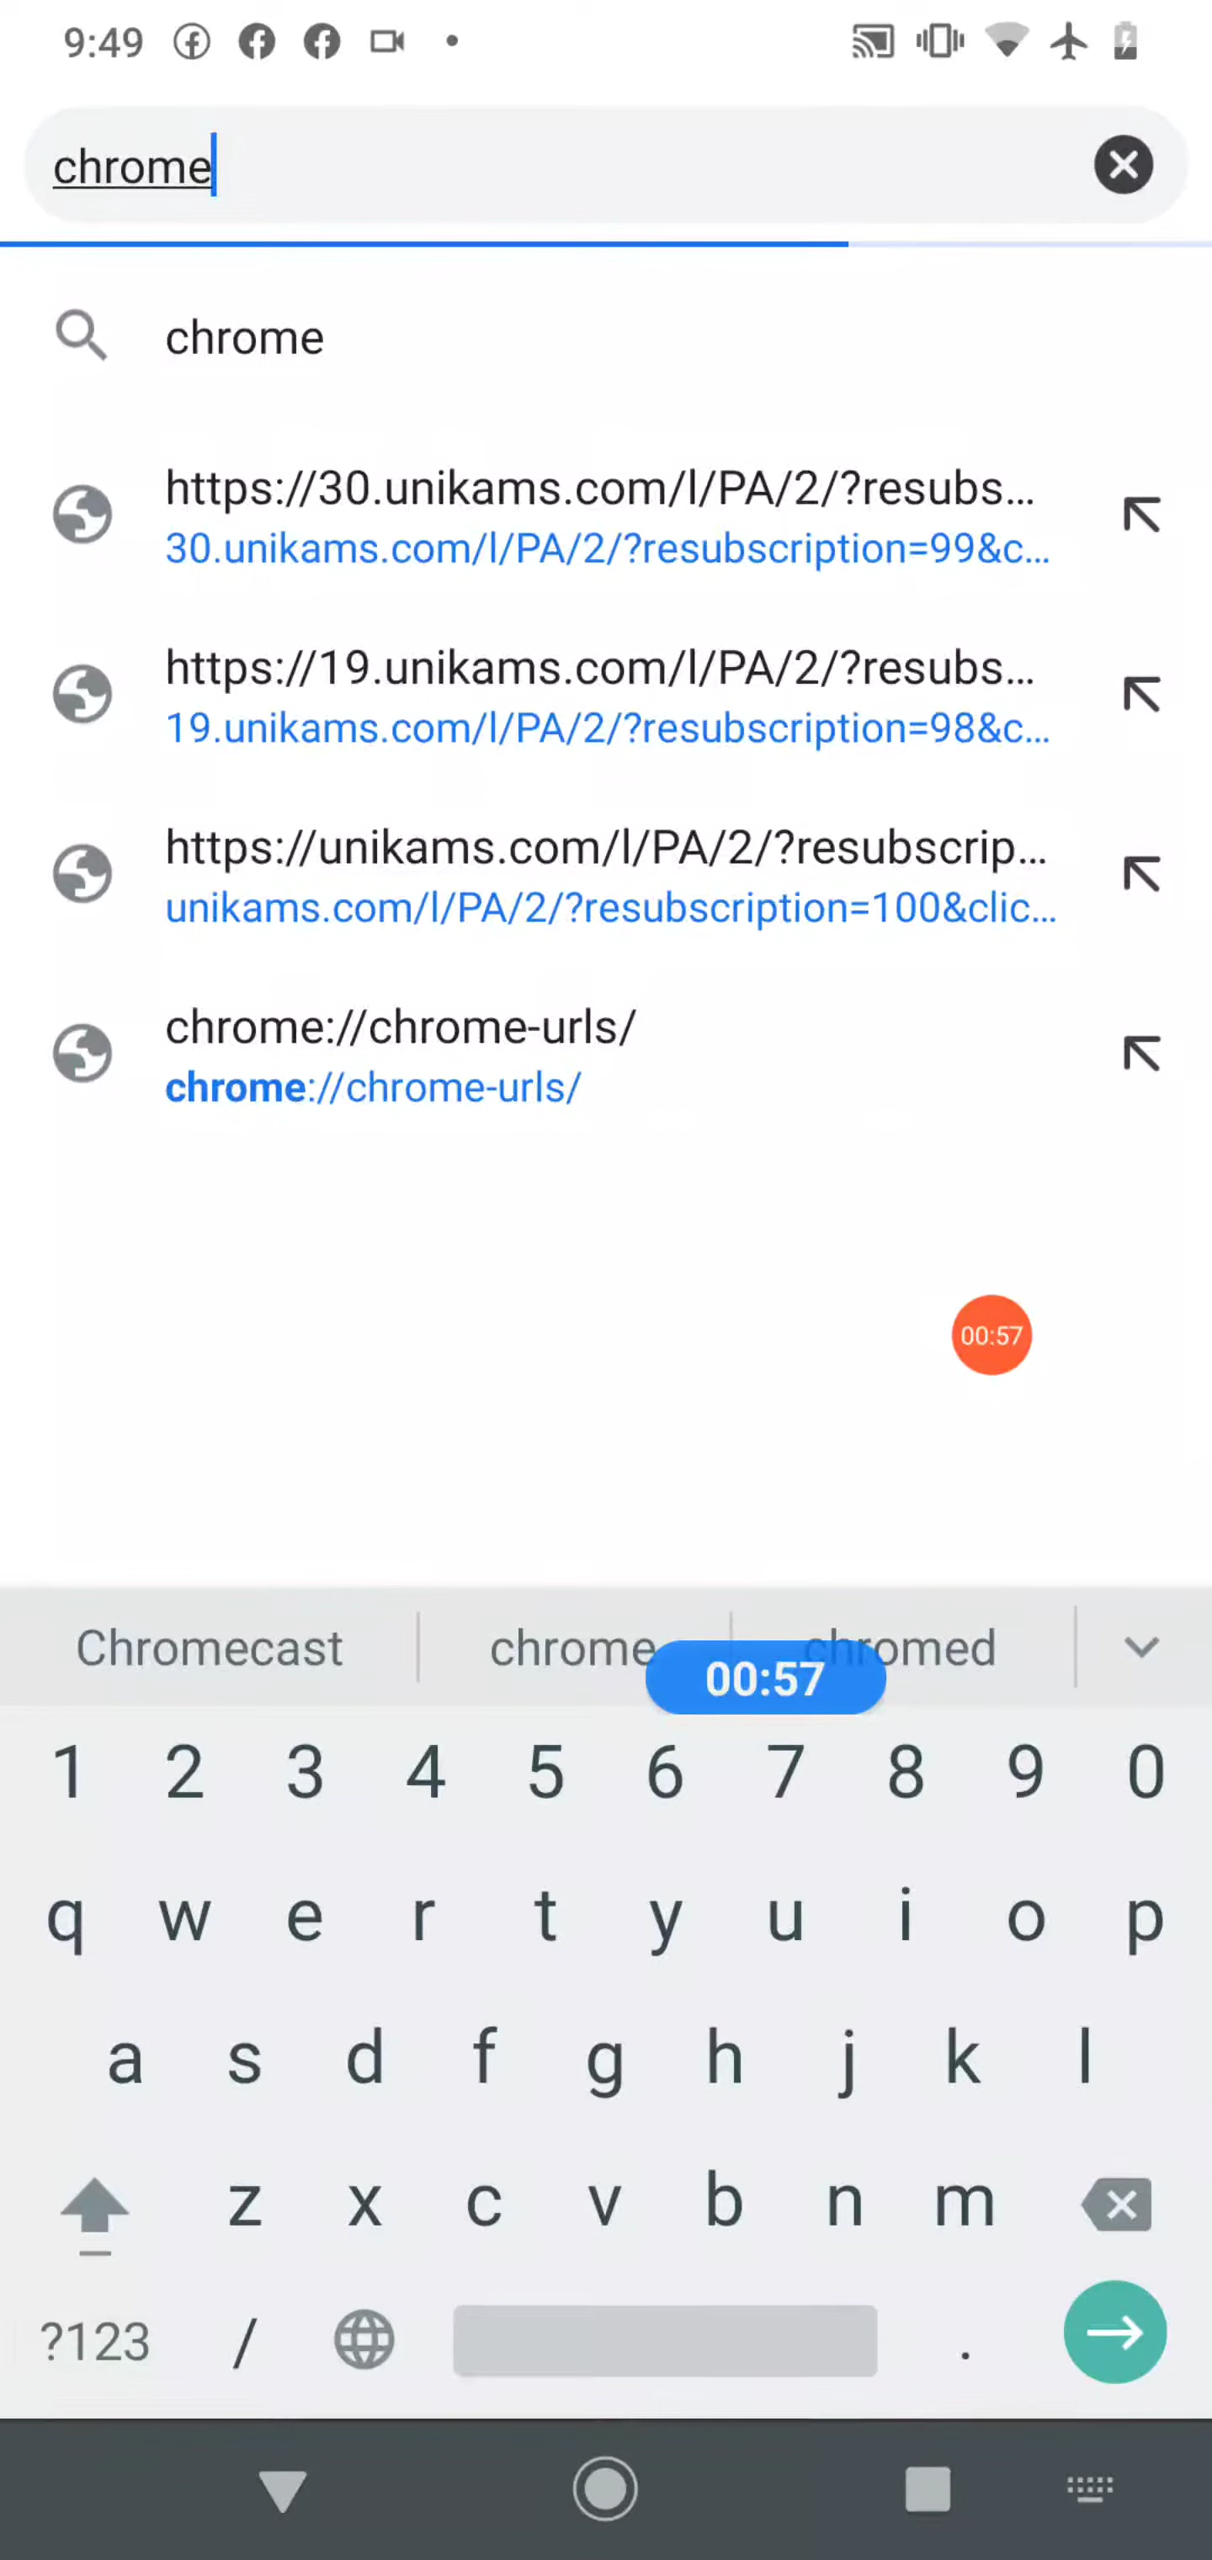 9:49
chrome
chrome
https://30.unikams.com/l/PA/2/?resubs...
30.unikams.com/l/PA/2/?resubscription=99&c...
https://19.unikams.com/l/PA/2/?resubs...
19.unikams.com/l/PA/2/?resubscription=98&c...
https://unikams.com/l/PA/2/?resubscrip...
unikams.com/l/PA/2/?resubscription=100&clic...
chrome://chrome-urls/
chrome://chrome-urls/
00:57
Chromecast chrome chromed
00:57
1 2 3 4 5 6 7 8 9 0
q w e r t y u i o p
a s d f g h j k l
z x c v b n m
?123 / .